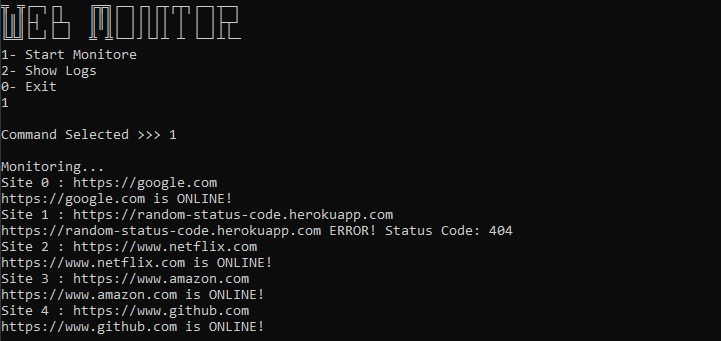 WEB MONITOR
1- Start Monitore
2- Show Logs
0- Exit
1
Command Selected >>> 1
Monitoring...
Site 0 : https://google.com
https://google.com is ONLINE!
Site 1 : https://random-status-code.herokuapp.com
https://random-status-code.herokuapp.com ERROR! Status Code: 404
Site 2 : https://www.netflix.com
https://www.netflix.com is ONLINE!
Site 3 : https://www.amazon.com
https://www.amazon.com is ONLINE!
Site 4 : https://www.github.com
https://www.github.com is ONLINE!